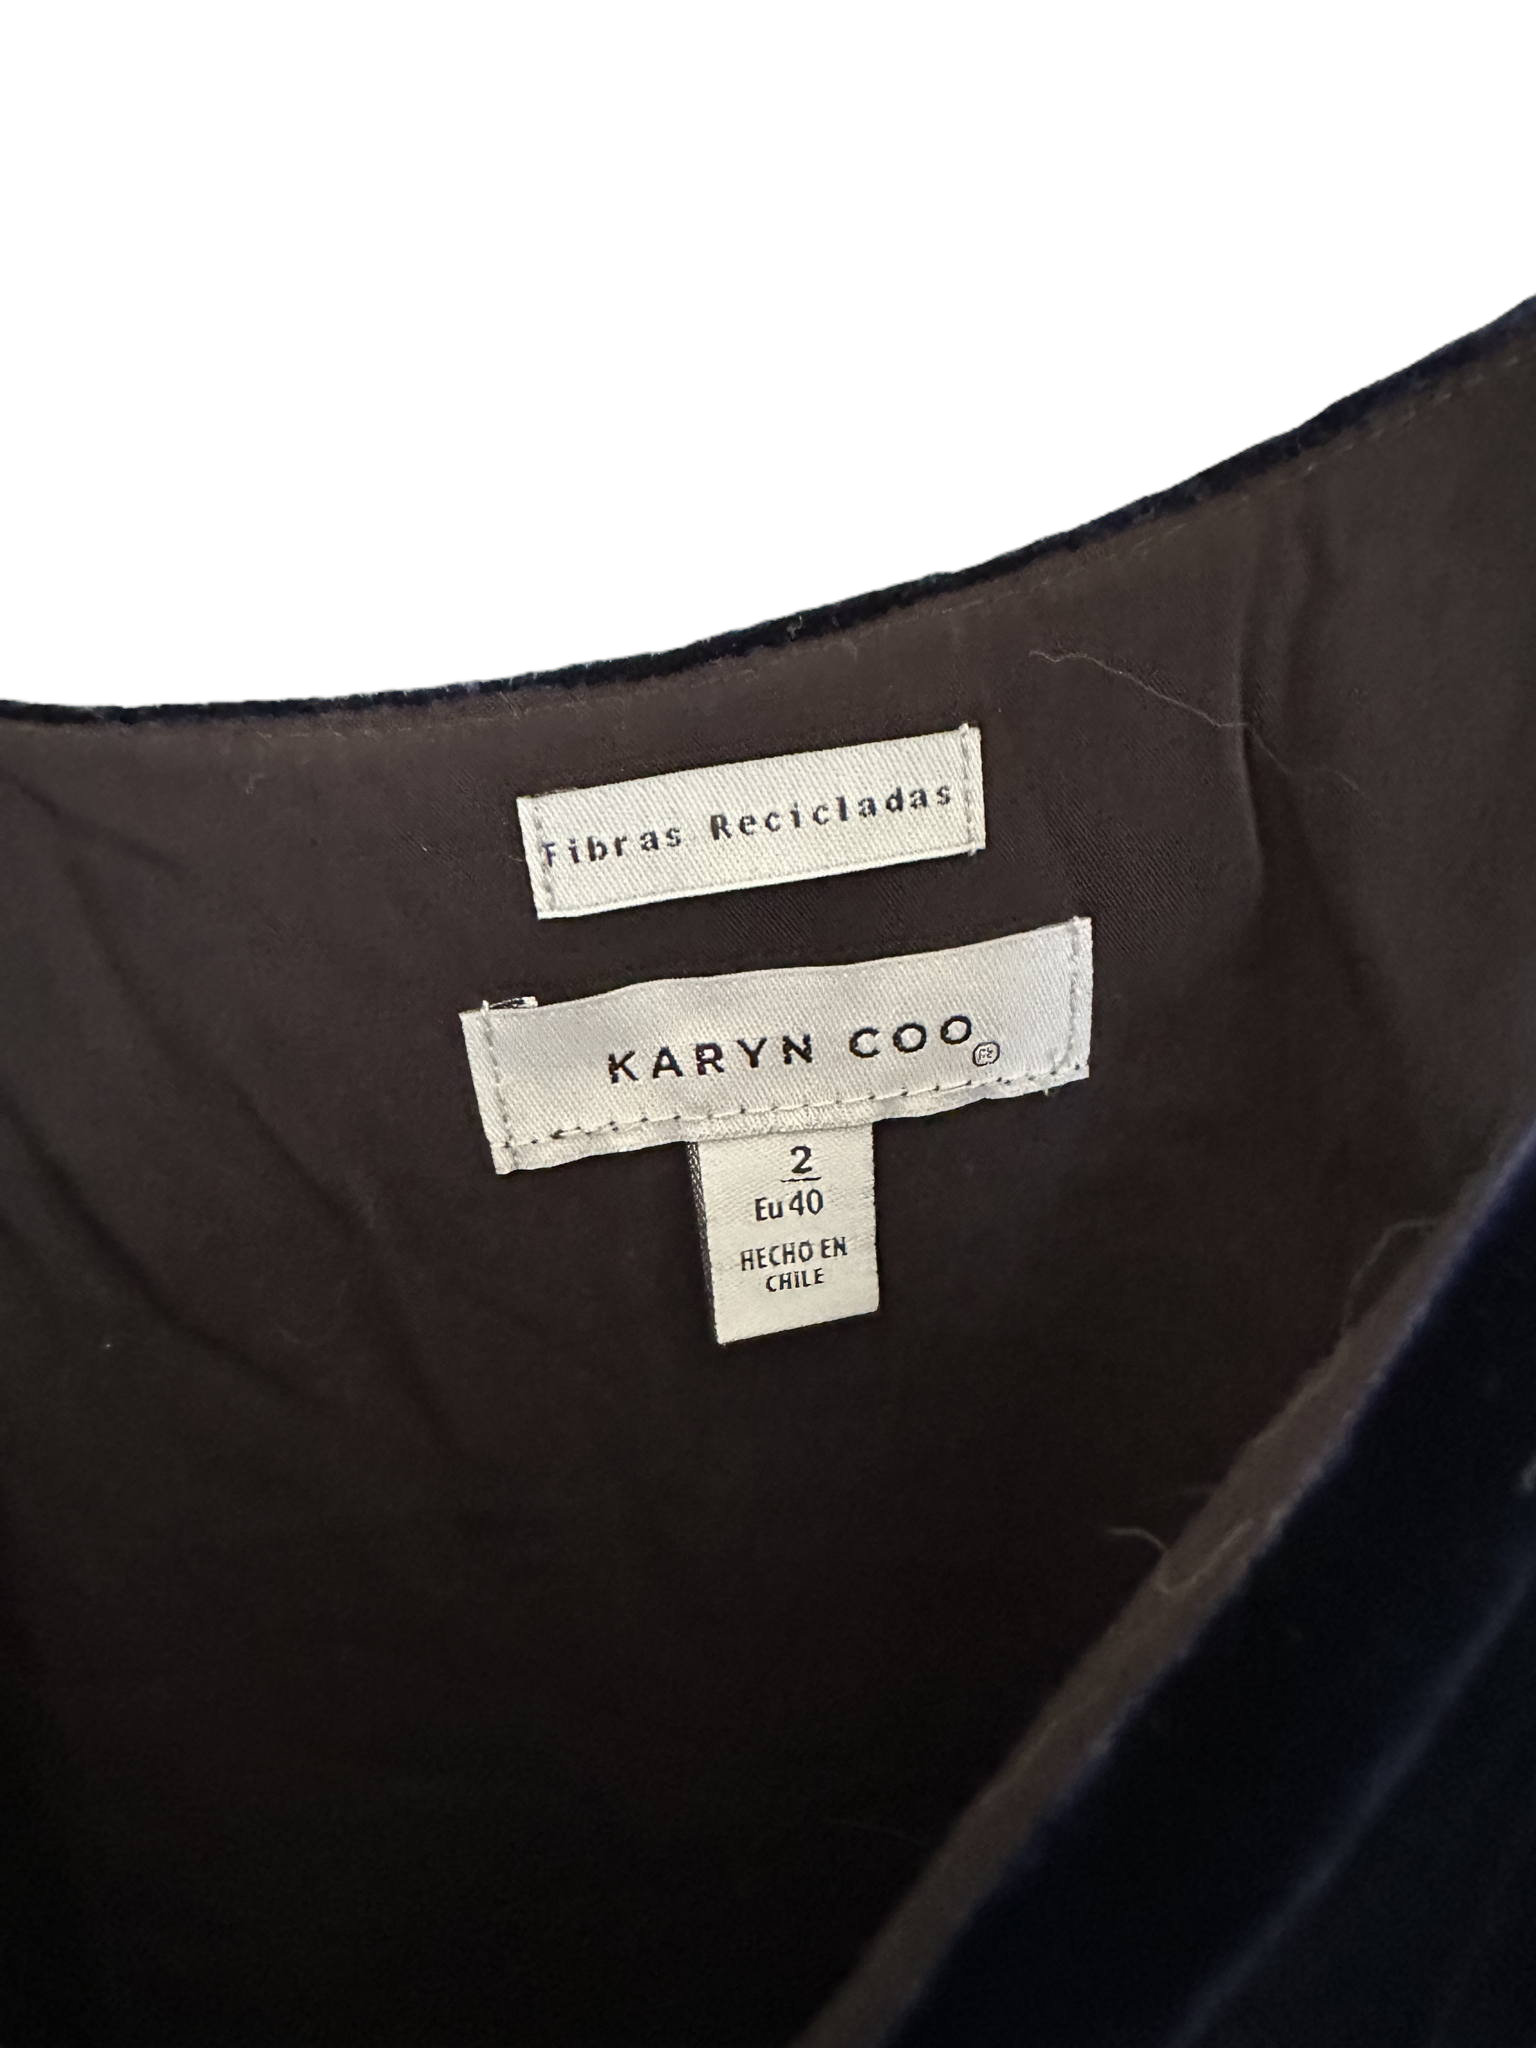 Fibras Recicladas
KARYN COO®
2
Eu 40
HECHO EN
CHILE